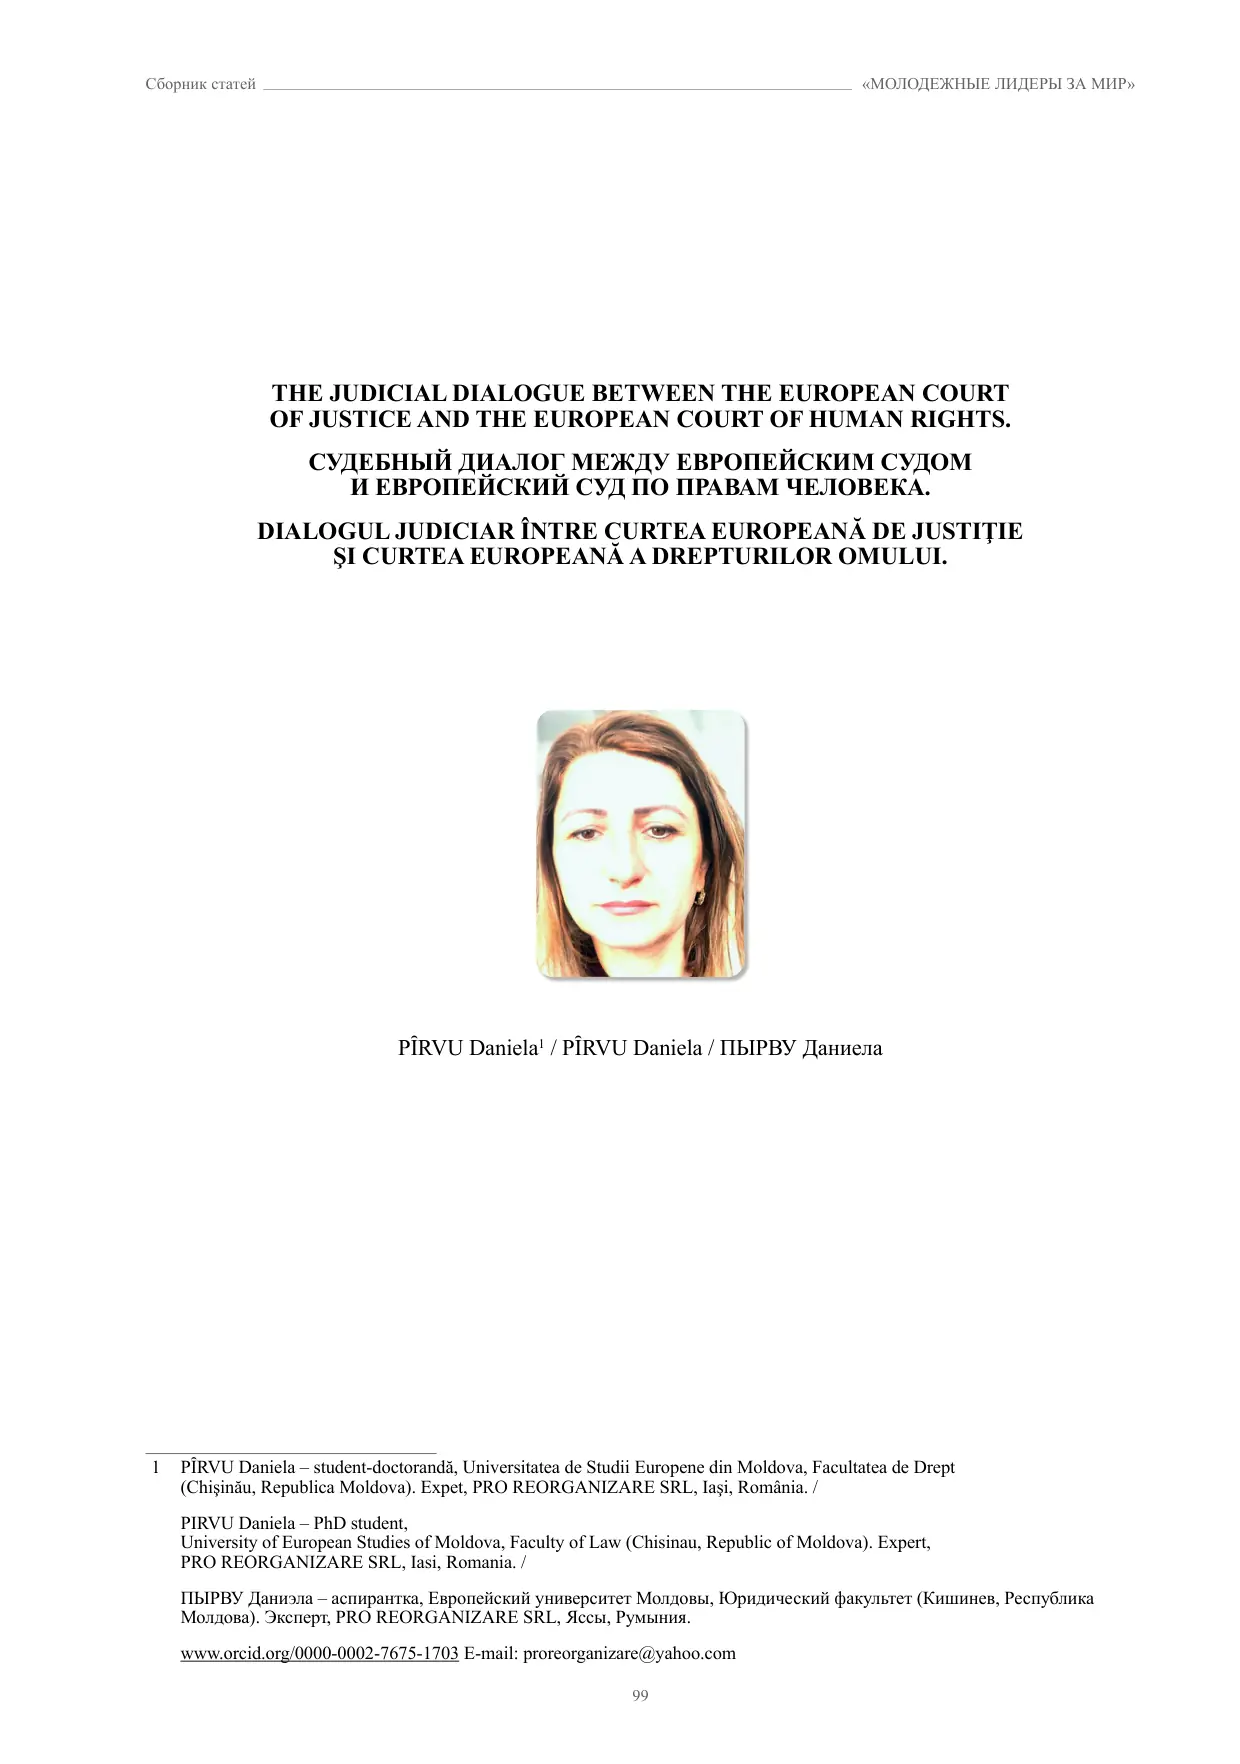 Сборник статей «МОЛОДЕЖНЫЕ ЛИДЕРЫ ЗА МИР»
THE JUDICIAL DIALOGUE BETWEEN THE EUROPEAN COURT
OF JUSTICE AND THE EUROPEAN COURT OF HUMAN RIGHTS.
СУДЕБНЫЙ ДИАЛОГ МЕЖДУ ЕВРОПЕЙСКИМ СУДОМ
И ЕВРОПЕЙСКИЙ СУД ПО ПРАВАМ ЧЕЛОВЕКА.
DIALOGUL JUDICIAR ÎNTRE CURTEA EUROPEANĂ DE JUSTIŢIE
ŞI CURTEA EUROPEANĂ A DREPTURILOR OMULUI.
PÎRVU Daniela¹ / PÎRVU Daniela / ПЫРВУ Даниела
1 PÎRVU Daniela – student-doctorandă, Universitatea de Studii Europene din Moldova, Facultatea de Drept
(Chişinău, Republica Moldova). Expet, PRO REORGANIZARE SRL, Iaşi, România. /
PIRVU Daniela – PhD student,
University of European Studies of Moldova, Faculty of Law (Chisinau, Republic of Moldova). Expert,
PRO REORGANIZARE SRL, Iasi, Romania. /
ПЫРВУ Даниэла – аспирантка, Европейский университет Молдовы, Юридический факультет (Кишинев, Республика
Молдова). Эксперт, PRO REORGANIZARE SRL, Яссы, Румыния.
www.orcid.org/0000-0002-7675-1703 E-mail: proreorganizare@yahoo.com
99